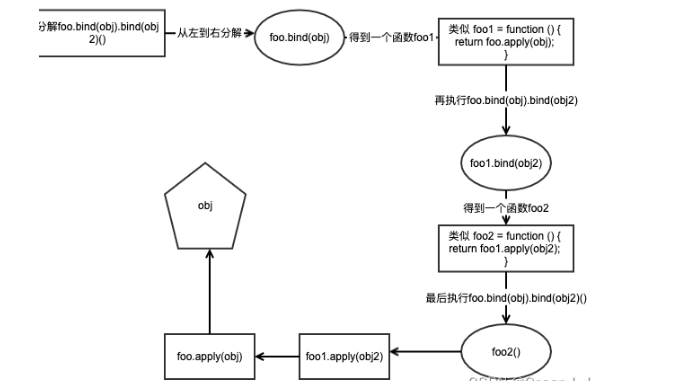 分解foo.bind(obj).bind(obj
2)()
从左到右分解
foo.bind(obj)
得到一个函数foo1
类似 foo1 = function () {
return foo.apply(obj);
}
再执行foo.bind(obj).bind(obj2)
foo1.bind(obj2)
得到一个函数foo2
类似 foo2 = function () {
return foo1.apply(obj2);
}
最后执行foo.bind(obj).bind(obj2)()
foo2()
foo1.apply(obj2)
foo.apply(obj)
obj